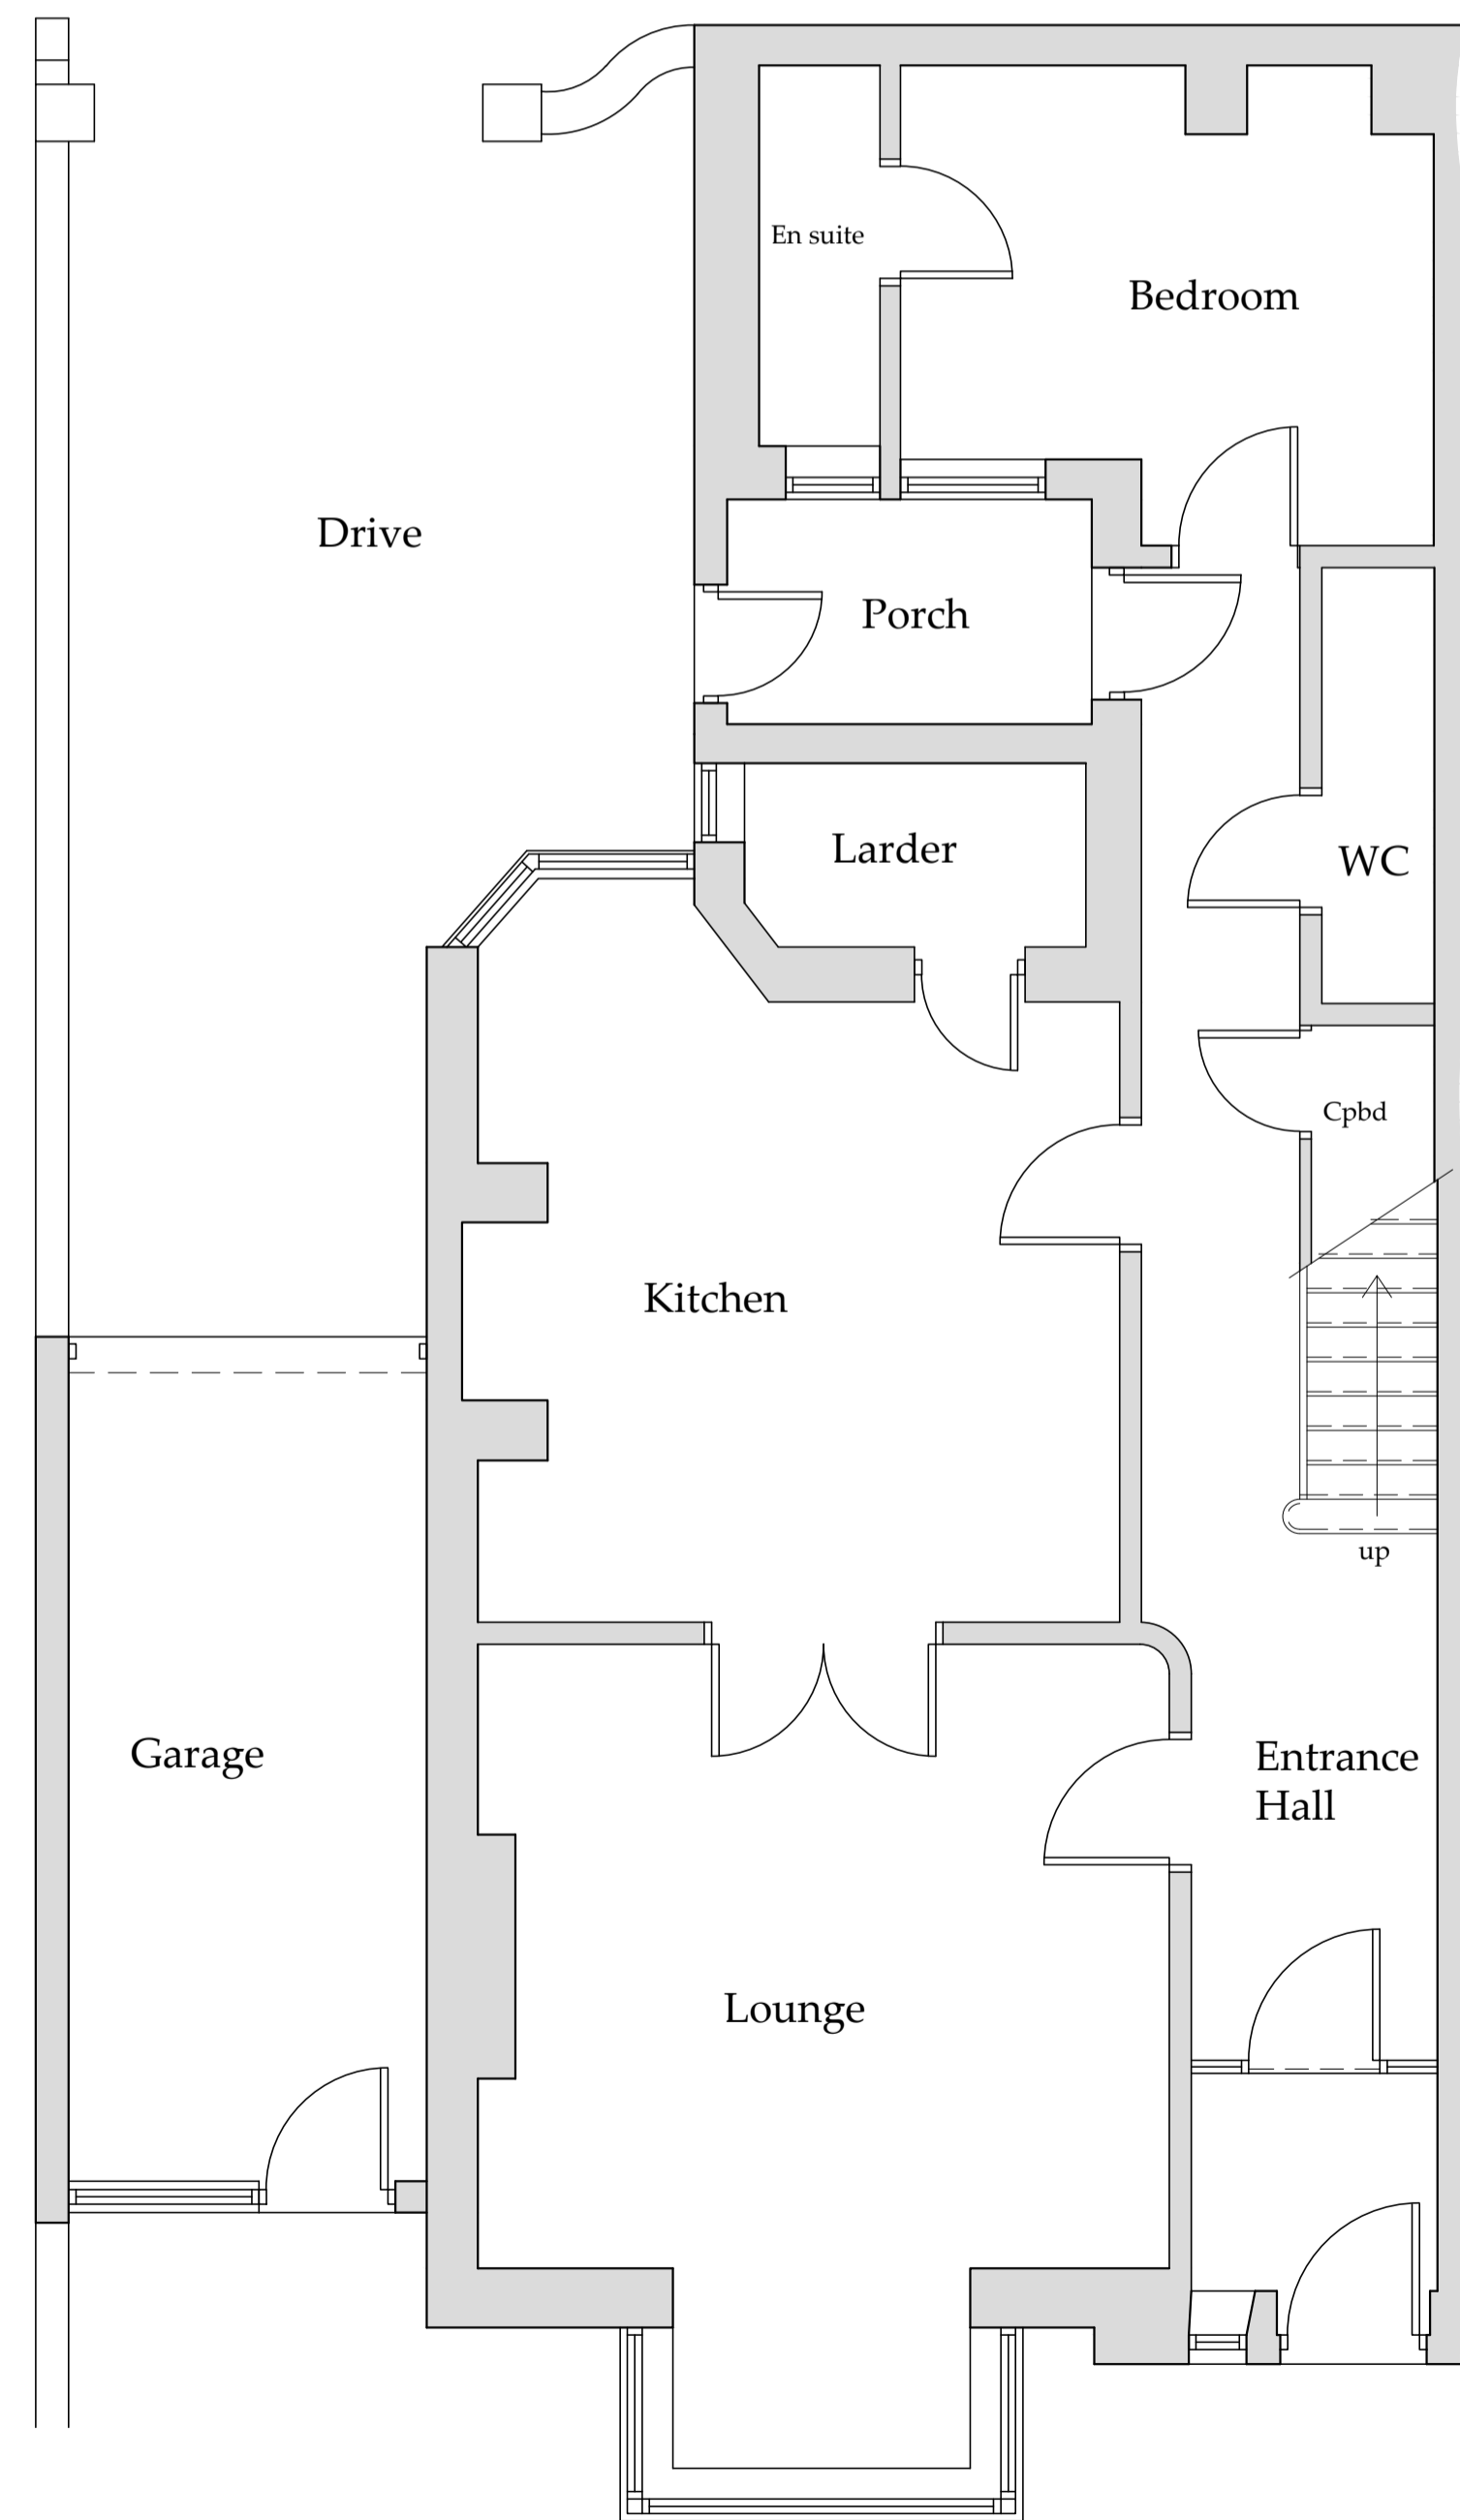 En suite
Bedroom
Drive
Porch
Larder
WC
Cpbd
Kitchen
up
Garage
Entrance
Hall
Lounge